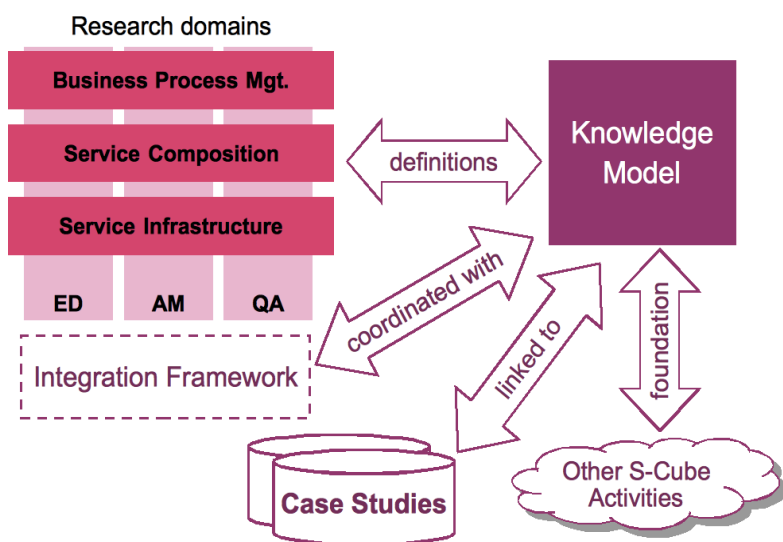 Research domains
Business Process Mgt.
Service Composition
Service Infrastructure
ED AM QA
Integration Framework
definitions
Knowledge
Model
coordinated with
linked to
foundation
Case Studies
Other S-Cube
Activities